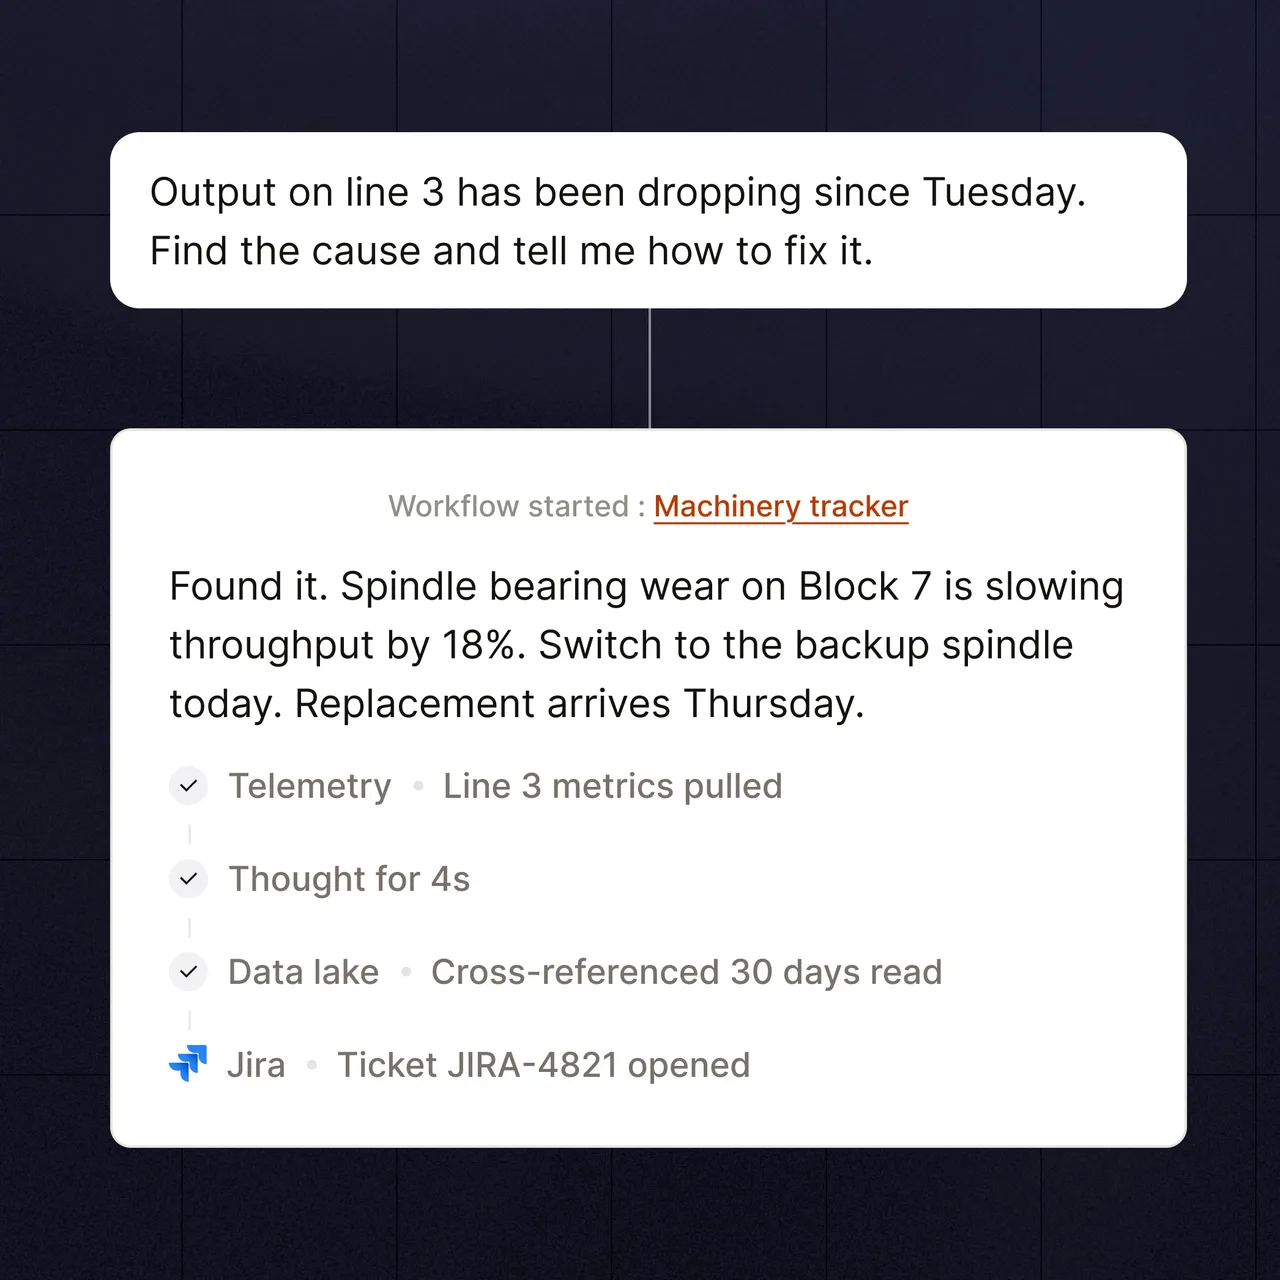 Output on line 3 has been dropping since Tuesday.
Find the cause and tell me how to fix it.
Workflow started : Machinery tracker
Found it. Spindle bearing wear on Block 7 is slowing
throughput by 18%. Switch to the backup spindle
today. Replacement arrives Thursday.
Telemetry • Line 3 metrics pulled
Thought for 4s
Data lake • Cross-referenced 30 days read
Jira • Ticket JIRA-4821 opened